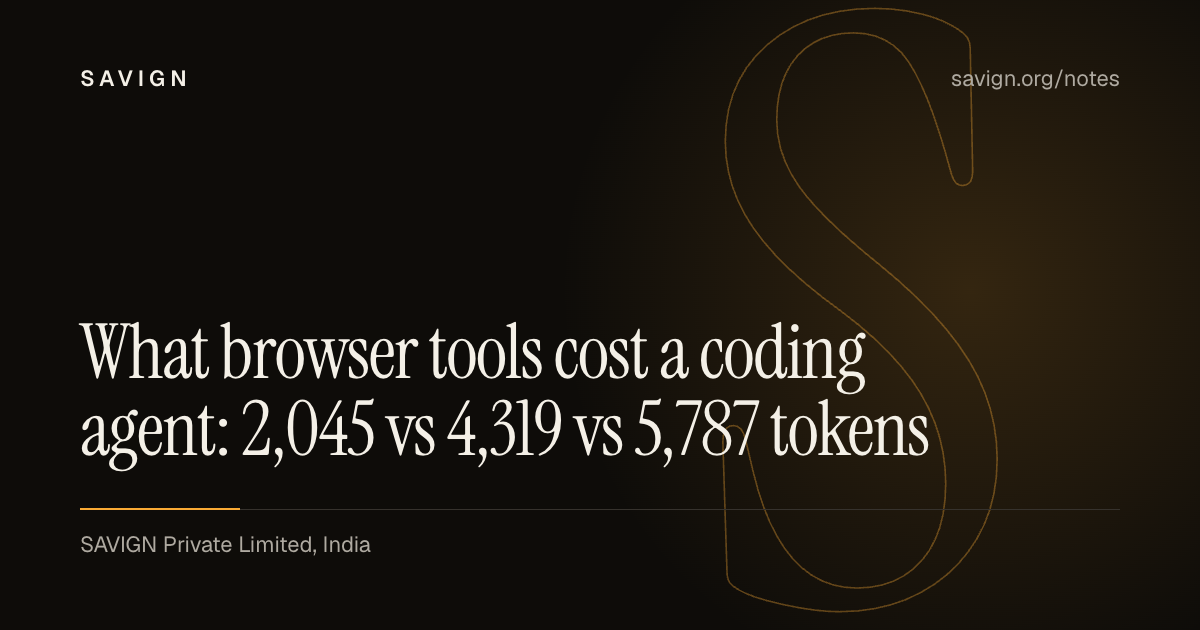 SAVIGN
savign.org/notes
What browser tools cost a coding
agent: 2,045 vs 4,319 vs 5,787 tokens
SAVIGN Private Limited, India